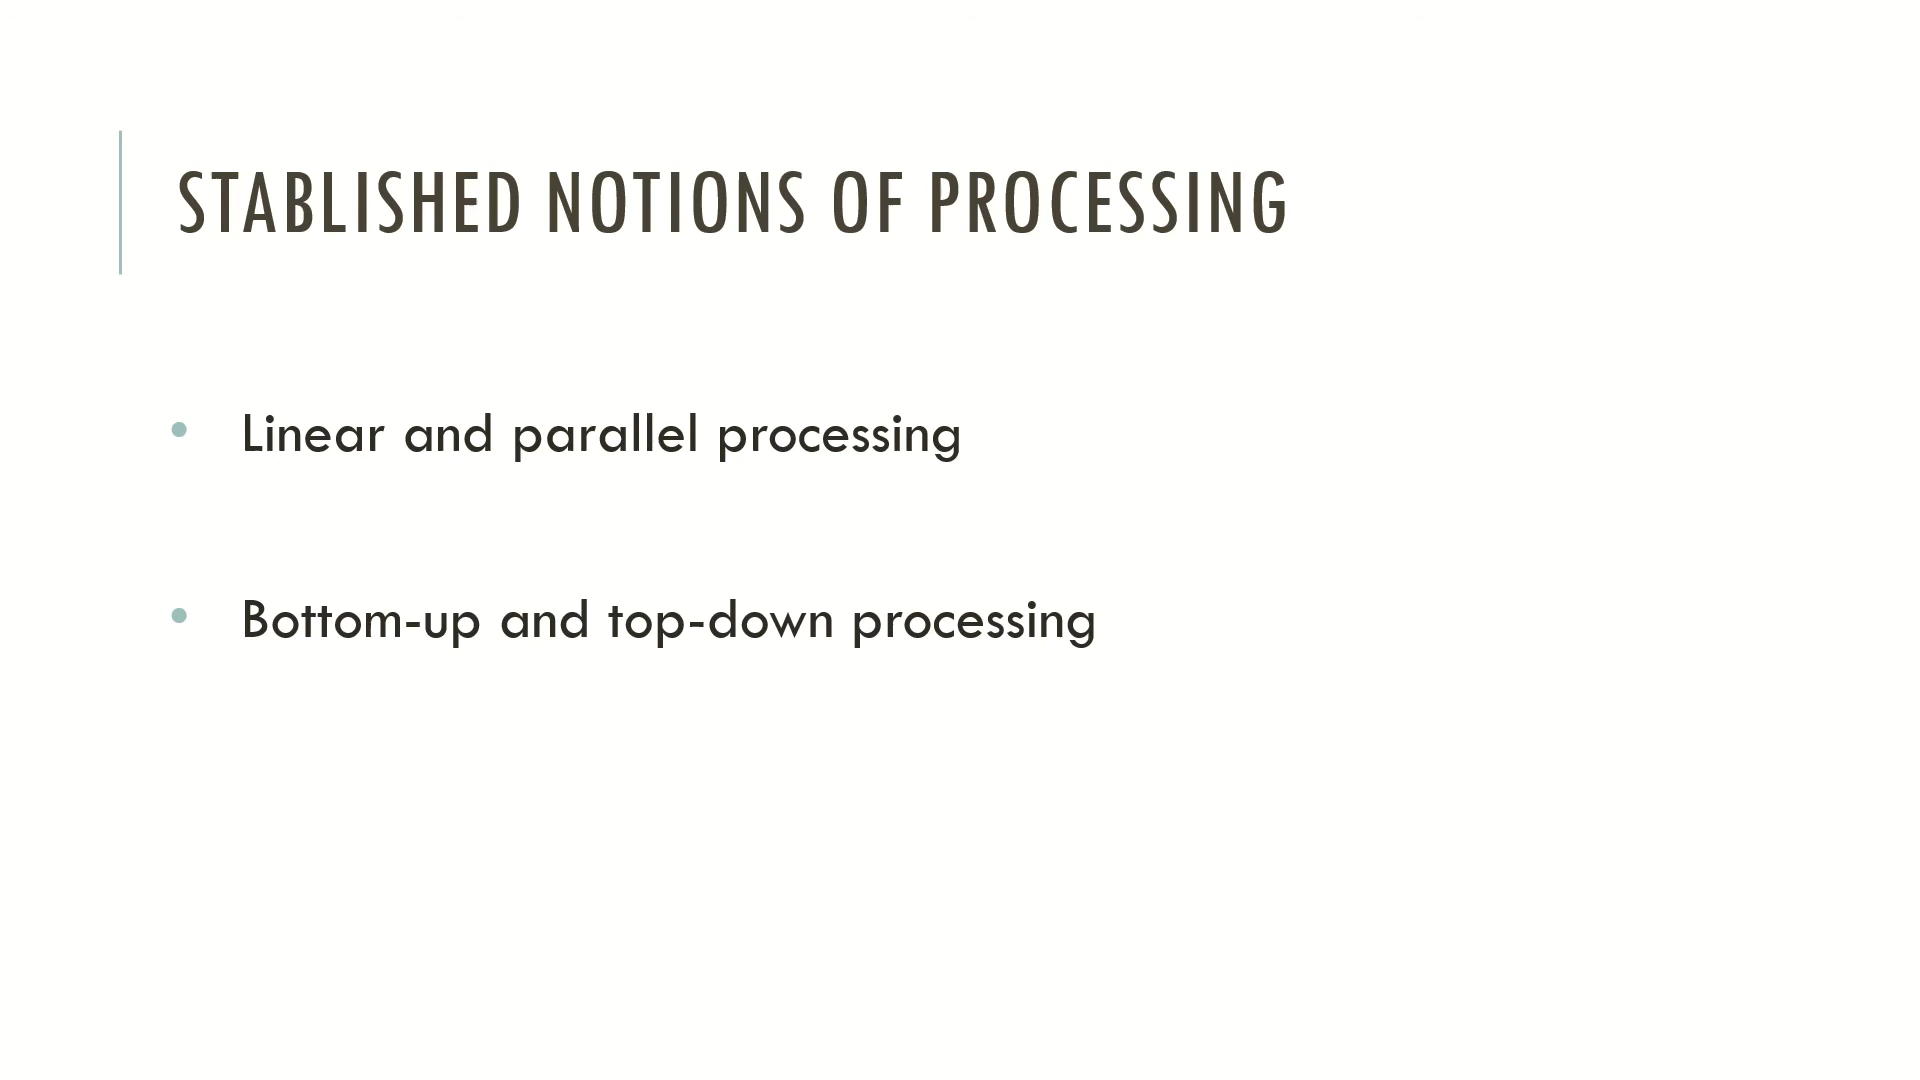 STABLISHED NOTIONS OF PROCESSING
• Linear and parallel processing
• Bottom-up and top-down processing